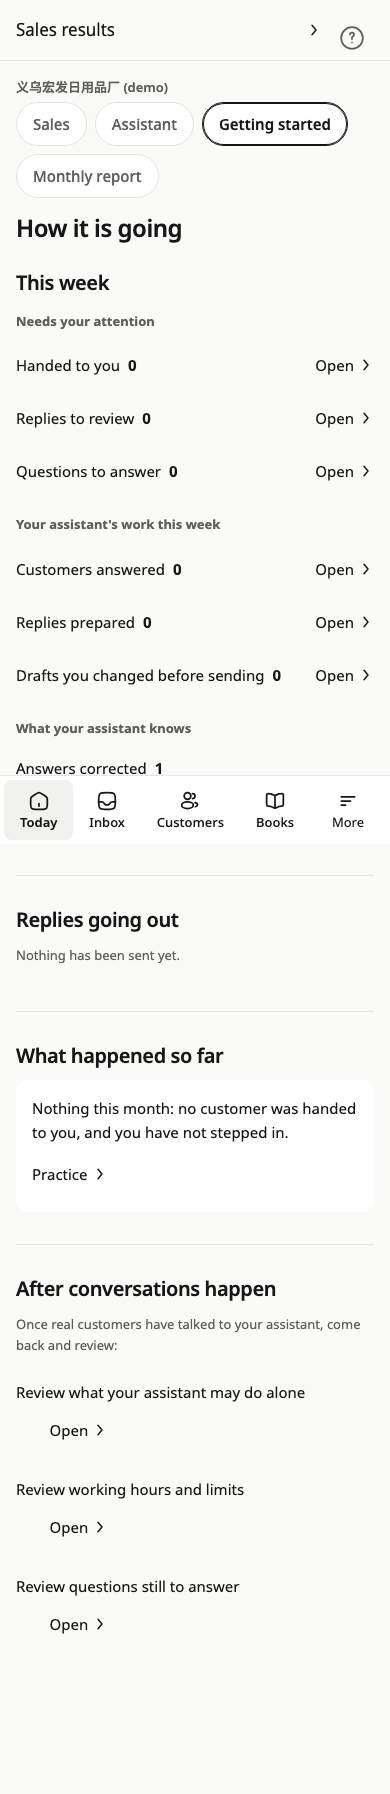 Sales results
义乌宏发日用品厂 (demo)
Sales
Assistant
Getting started
Monthly report
How it is going
This week
Needs your attention
Handed to you 0 Open
Replies to review 0 Open
Questions to answer 0 Open
Your assistant's work this week
Customers answered 0 Open
Replies prepared 0 Open
Drafts you changed before sending 0 Open
What your assistant knows
Answers corrected 1
Today
Inbox
Customers
Books
More
Replies going out
Nothing has been sent yet.
What happened so far
Nothing this month: no customer was handed
to you, and you have not stepped in.
Practice
After conversations happen
Once real customers have talked to your assistant, come
back and review:
Review what your assistant may do alone
Open
Review working hours and limits
Open
Review questions still to answer
Open